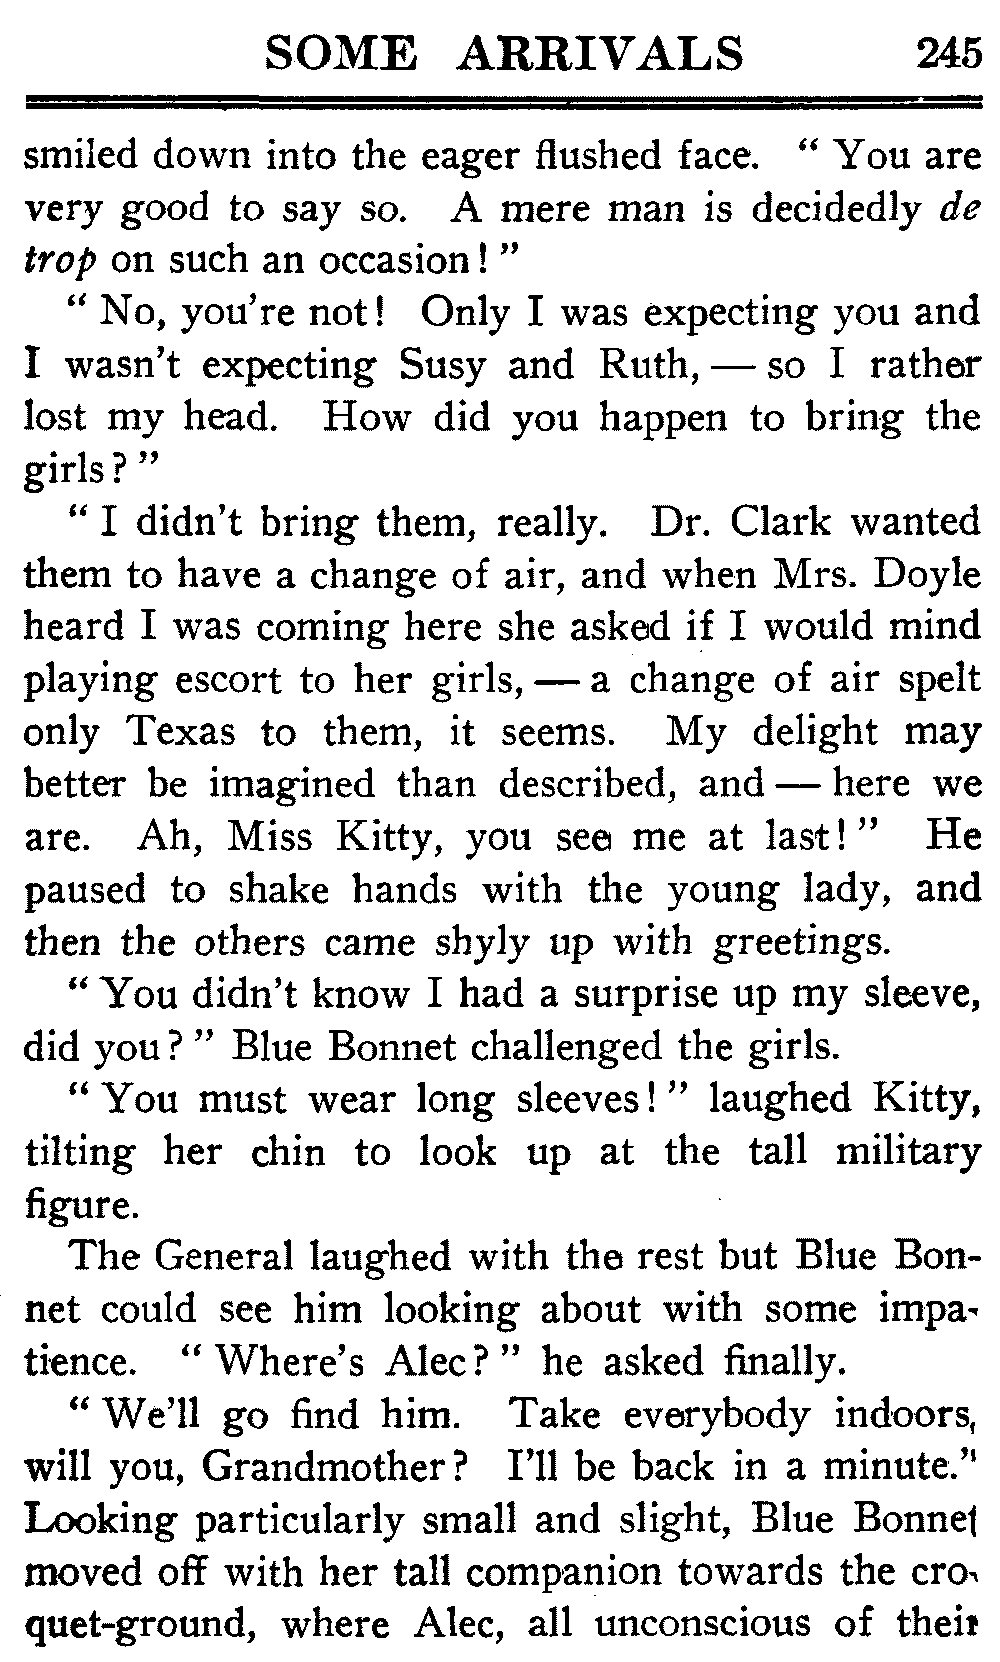 SOME ARRIVALS 245
smiled down into the eager flushed face. “ You are
very good to say so. A mere man is decidedly de
trop on such an occasion! ”
“ No, you're not! Only I was expecting you and
I wasn't expecting Susy and Ruth, — so I rather
lost my head. How did you happen to bring the
girls? ”
“ I didn't bring them, really. Dr. Clark wanted
them to have a change of air, and when Mrs. Doyle
heard I was coming here she asked if I would mind
playing escort to her girls, — a change of air spelt
only Texas to them, it seems. My delight may
better be imagined than described, and — here we
are. Ah, Miss Kitty, you see me at last! ” He
paused to shake hands with the young lady, and
then the others came shyly up with greetings.
“ You didn't know I had a surprise up my sleeve,
did you? ” Blue Bonnet challenged the girls.
“ You must wear long sleeves! ” laughed Kitty,
tilting her chin to look up at the tall military
figure.
The General laughed with the rest but Blue Bon-
net could see him looking about with some impa-
tience. “ Where's Alec? ” he asked finally.
“ We'll go find him. Take everybody indoors,
will you, Grandmother? I'll be back in a minute.”
Looking particularly small and slight, Blue Bonnet
moved off with her tall companion towards the cro-
quet-ground, where Alec, all unconscious of their